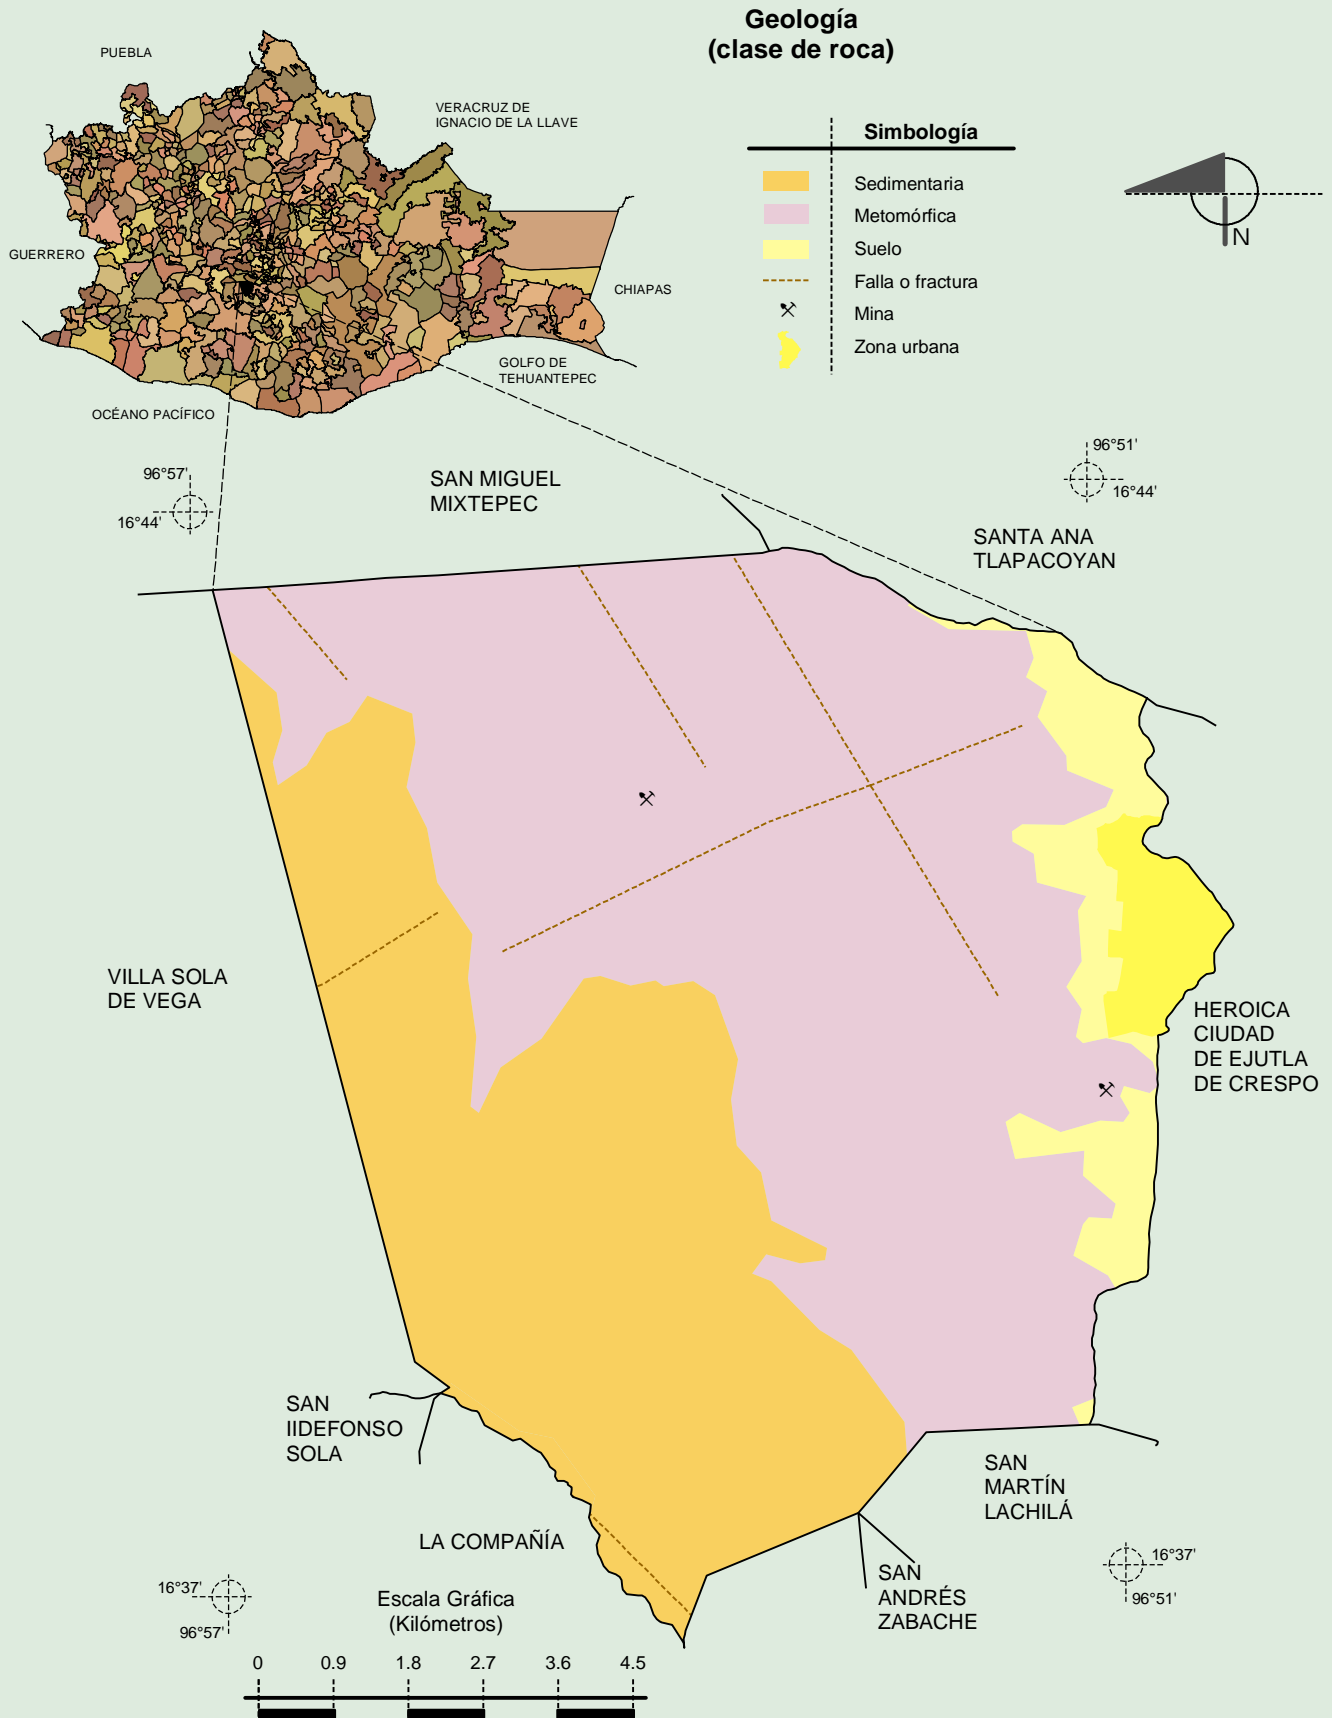 Geología
(clase de roca)
PUEBLA
VERACRUZ DE
IGNACIO DE LA LLAVE
GUERRERO
CHIAPAS
GOLFO DE
TEHUANTEPEC
OCÉANO PACÍFICO
Simbología
Sedimentaria
Metomórfica
Suelo
Falla o fractura
Mina
Zona urbana
N
96°57'
16°44'
96°51'
16°44'
SAN MIGUEL
MIXTEPEC
SANTA ANA
TLAPACOYAN
VILLA SOLA
DE VEGA
HEROICA
CIUDAD
DE EJUTLA
DE CRESPO
SAN
IIDEFONSO
SOLA
SAN
MARTÍN
LACHILÁ
LA COMPAÑÍA
SAN
ANDRÉS
ZABACHE
16°37'
96°57'
16°37'
96°51'
Escala Gráfica
(Kilómetros)
0 0.9 1.8 2.7 3.6 4.5